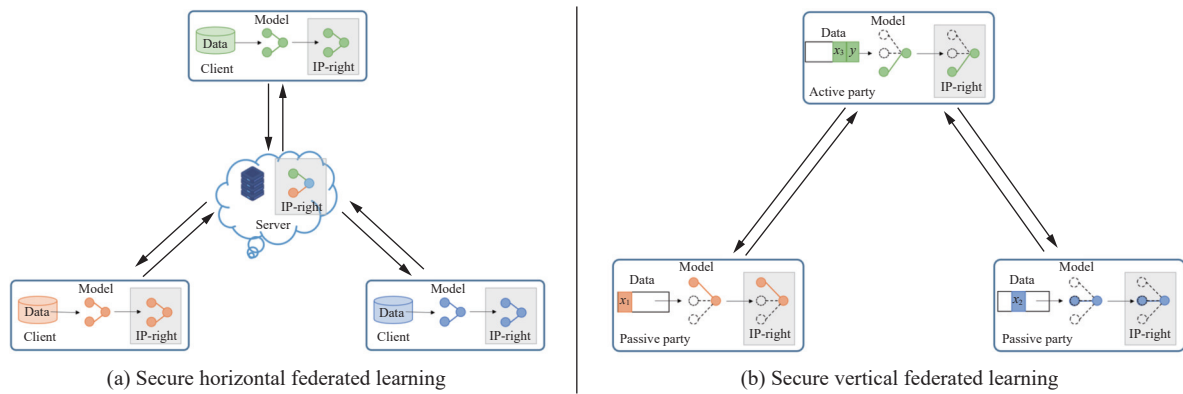 Model
Data
Client
IP-right
IP-right
Server
Model
Data
Client
IP-right
Model
Data
Client
IP-right
(a) Secure horizontal federated learning
Model
Data
x₃ y
IP-right
Active party
Model
Data
x₁
IP-right
Passive party
Model
Data
x₂
IP-right
Passive party
(b) Secure vertical federated learning